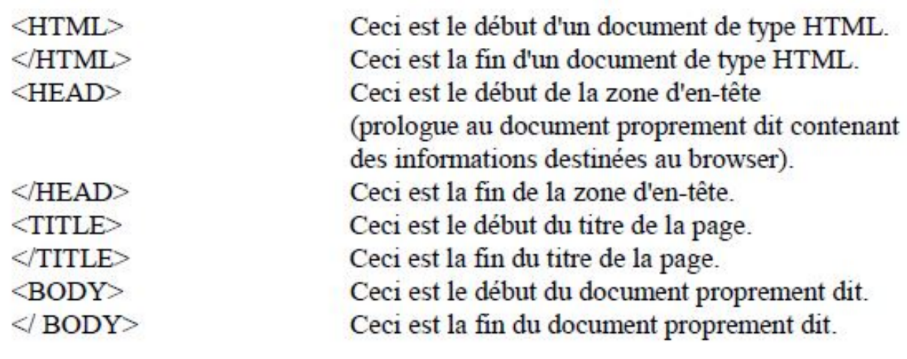 <HTML> Ceci est le début d'un document de type HTML.
</HTML> Ceci est la fin d'un document de type HTML.
<HEAD> Ceci est le début de la zone d'en-tête
(prologue au document proprement dit contenant
des informations destinées au browser).
</HEAD> Ceci est la fin de la zone d'en-tête.
<TITLE> Ceci est le début du titre de la page.
</TITLE> Ceci est la fin du titre de la page.
<BODY> Ceci est le début du document proprement dit.
</ BODY> Ceci est la fin du document proprement dit.